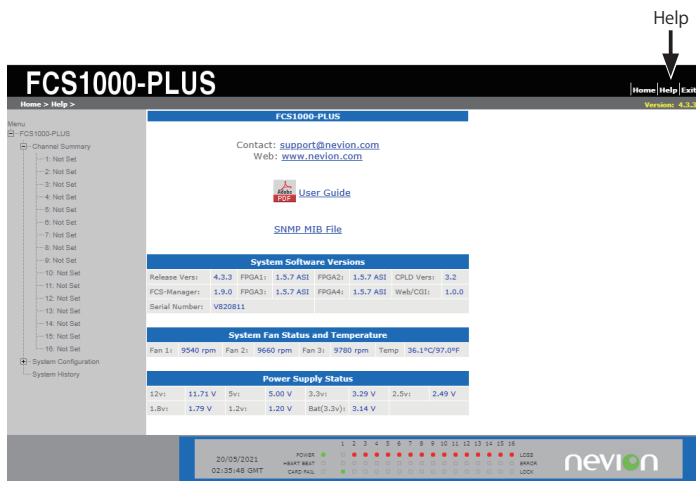 Help
FCS1000-PLUS
Home Help Exit
Home > Help >
Version: 4.3.3
Menu
FCS1000-PLUS
Channel Summary
1: Not Set
2: Not Set
3: Not Set
4: Not Set
5: Not Set
6: Not Set
7: Not Set
8: Not Set
9: Not Set
10: Not Set
11: Not Set
12: Not Set
13: Not Set
14: Not Set
15: Not Set
16: Not Set
System Configuration
System History
FCS1000-PLUS
Contact: support@nevion.com
Web: www.nevion.com
Adobe
PDF
User Guide
SNMP MIB File
System Software Versions
Release Vers: 4.3.3 FPGA1: 1.5.7 ASI FPGA2: 1.5.7 ASI CPLD Vers: 3.2
FCS-Manager: 1.9.0 FPGA3: 1.5.7 ASI FPGA4: 1.5.7 ASI Web/CGI: 1.0.0
Serial Number: V820811
System Fan Status and Temperature
Fan 1: 9540 rpm Fan 2: 9660 rpm Fan 3: 9780 rpm Temp 36.1°C/97.0°F
Power Supply Status
12v: 11.71 V 5v: 5.00 V 3.3v: 3.29 V 2.5v: 2.49 V
1.8v: 1.79 V 1.2v: 1.20 V Bat(3.3v): 3.14 V
20/05/2021
02:35:48 GMT
1 2 3 4 5 6 7 8 9 10 11 12 13 14 15 16
POWER LOSS
HEART BEAT ERROR
CARD FAIL LOCK
nevion